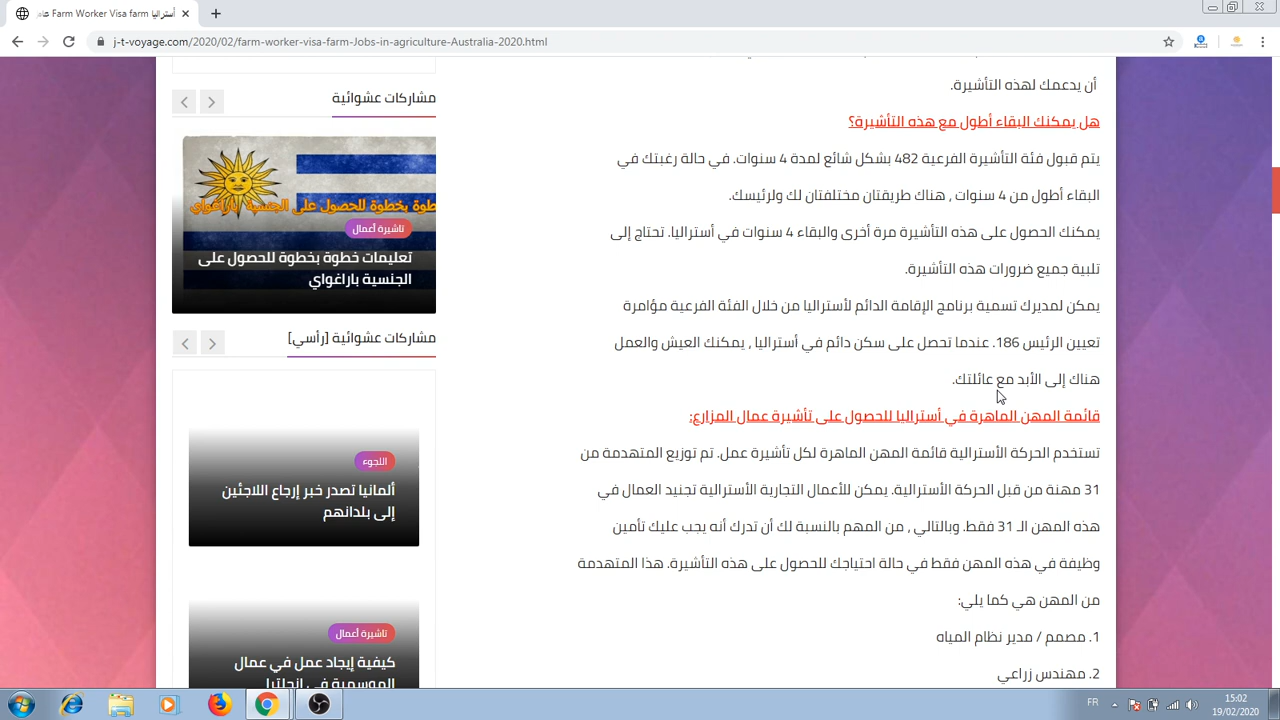 أستراليا Farm Worker Visa farm
j-t-voyage.com/2020/02/farm-worker-visa-farm-Jobs-in-agriculture-Australia-2020.html
أن يدعمك لهذه التأشيرة.
هل يمكنك البقاء أطول مع هذه التأشيرة؟
يتم قبول فئة التأشيرة الفرعية 482 بشكل شائع لمدة 4 سنوات. في حالة رغبتك في
البقاء أطول من 4 سنوات , هناك طريقتان مختلفتان لك ولرئيسك.
يمكنك الحصول على هذه التأشيرة مرة أخرى والبقاء 4 سنوات في أستراليا. تحتاج إلى
تلبية جميع ضرورات هذه التأشيرة.
يمكن لمديرك تسمية برنامج الإقامة الدائم لأستراليا من خلال الفئة الفرعية مؤامرة
تعيين الرئيس 186. عندما تحصل على سكن دائم في أستراليا , يمكنك العيش والعمل
هناك إلى الأبد مع عائلتك.
قائمة المهن الماهرة في أستراليا للحصول على تأشيرة عمال المزارع:
تستخدم الحركة الأسترالية قائمة المهن الماهرة لكل تأشيرة عمل. تم توزيع المتهدمة من
31 مهنة من قبل الحركة الأسترالية. يمكن للأعمال التجارية الأسترالية تجنيد العمال في
هذه المهن الـ 31 فقط. وبالتالي , من المهم بالنسبة لك أن تدرك أنه يجب عليك تأمين
وظيفة في هذه المهن فقط في حالة احتياجك للحصول على هذه التأشيرة. هذا المتهدمة
من المهن هي كما يلي:
1. مصمم / مدير نظام المياه
2. مهندس زراعي
مشاركات عشوائية
طوة بخطوة للحصول على الجنسية باراغواي
تاشيرة أعمال
تعليمات خطوة بخطوة للحصول على
الجنسية باراغواي
مشاركات عشوائية [رأسي]
اللجوء
ألمانيا تصدر خبر إرجاع اللاجئين
إلى بلدانهم
تاشيرة أعمال
كيفية إيجاد عمل في عمال
الموسمية في إنجلترا
FR
15:02
19/02/2020